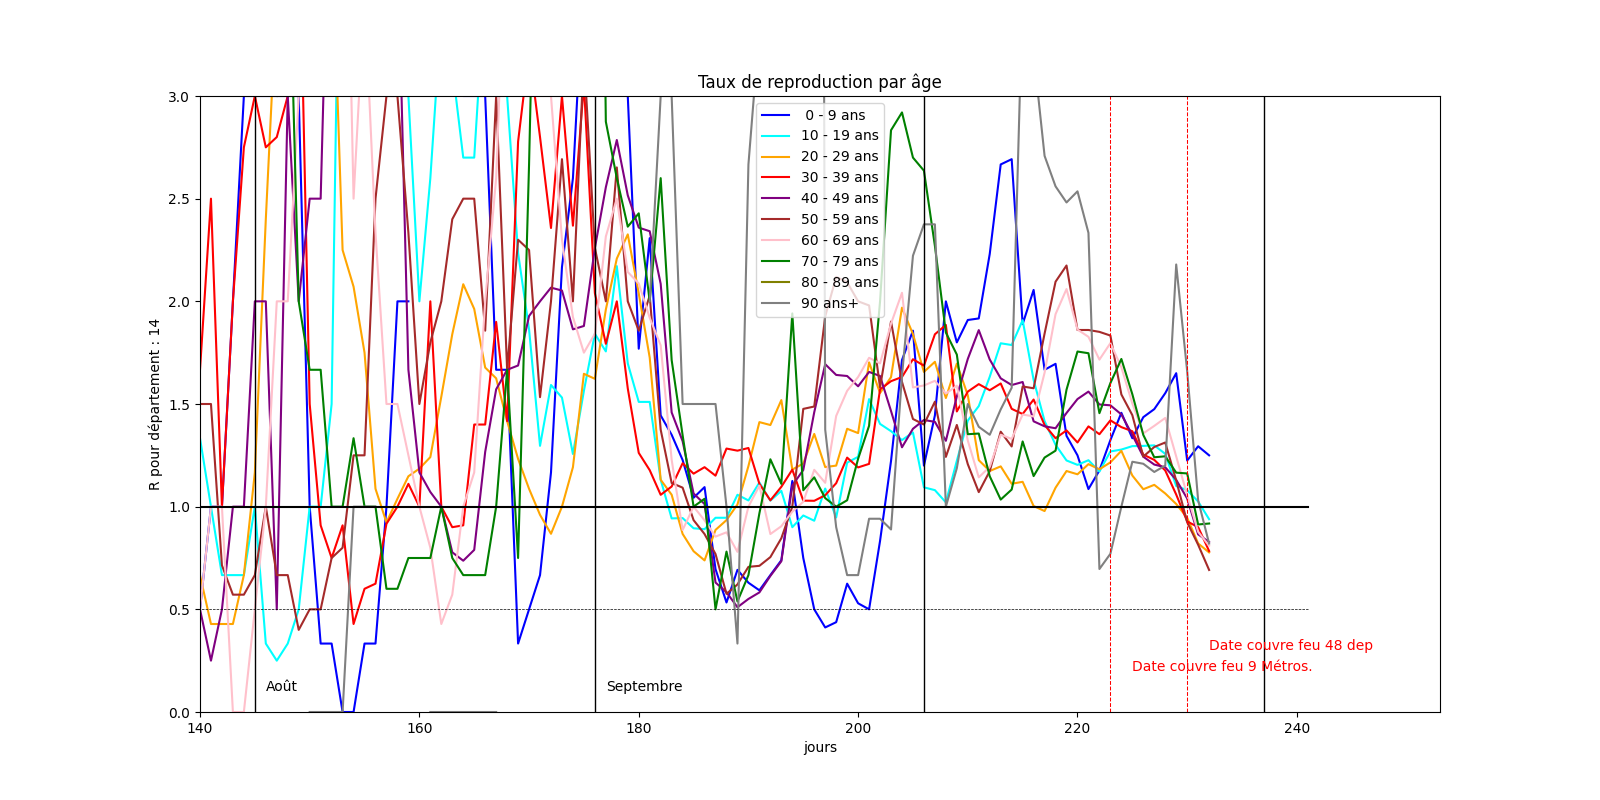 Taux de reproduction par âge
3.0
2.5
2.0
1.5
1.0
0.5
0.0
R pour département : 14
0 - 9 ans
10 - 19 ans
20 - 29 ans
30 - 39 ans
40 - 49 ans
50 - 59 ans
60 - 69 ans
70 - 79 ans
80 - 89 ans
90 ans+
Date couvre feu 48 dep
Date couvre feu 9 Métros.
Août
Septembre
140
160
180
200
220
240
jours